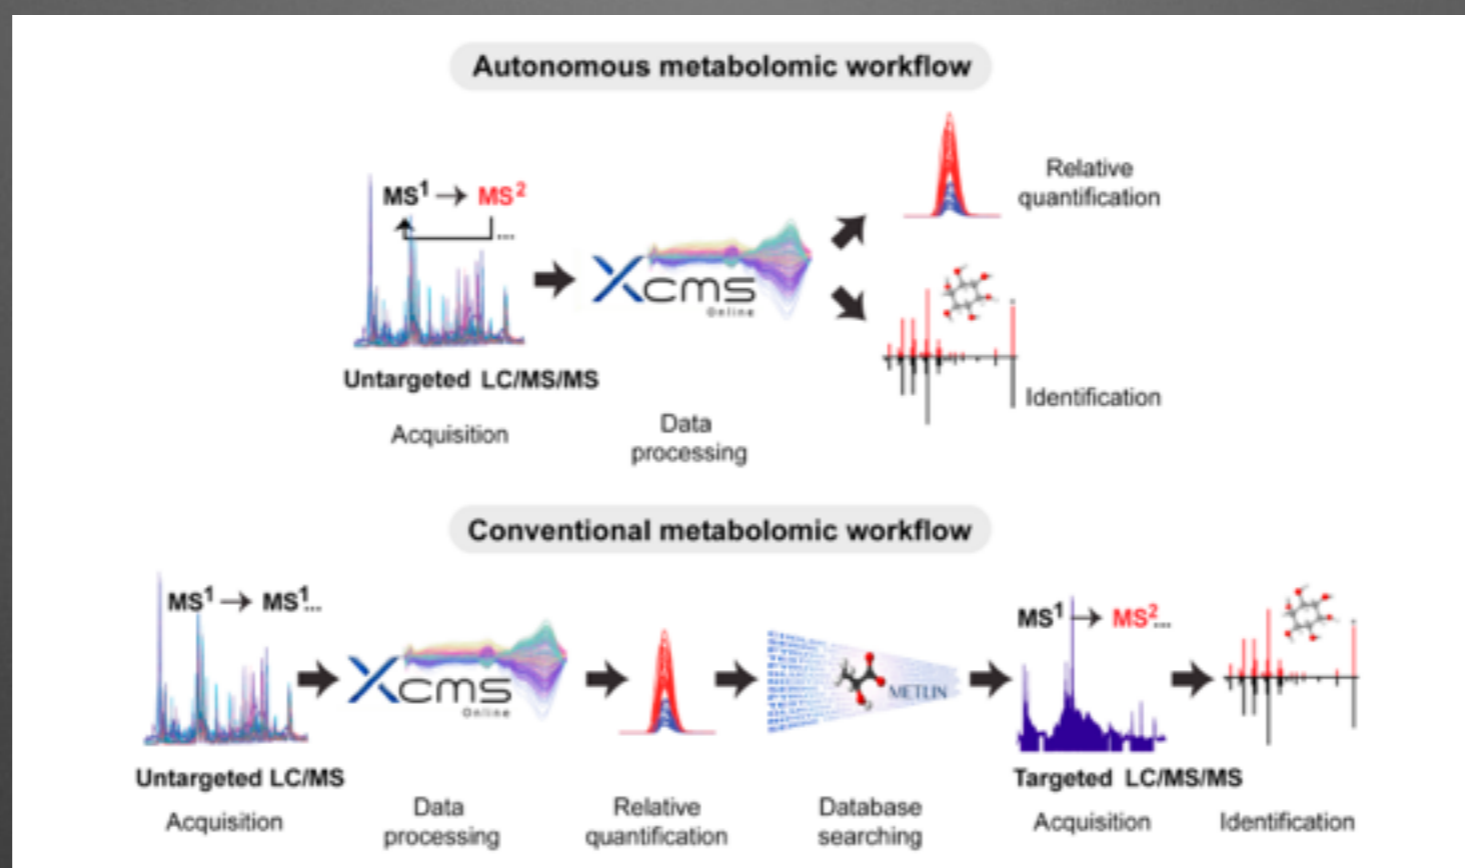 Autonomous metabolomic workflow
MS1 → MS2
...
Relative
quantification
Xcms
Online
Untargeted LC/MS/MS
Identification
Acquisition
Data
processing
Conventional metabolomic workflow
MS1 → MS1...
MS1 → MS2...
Xcms
Online
METLIN
Untargeted LC/MS
Targeted LC/MS/MS
Acquisition
Data
processing
Relative
quantification
Database
searching
Acquisition
Identification